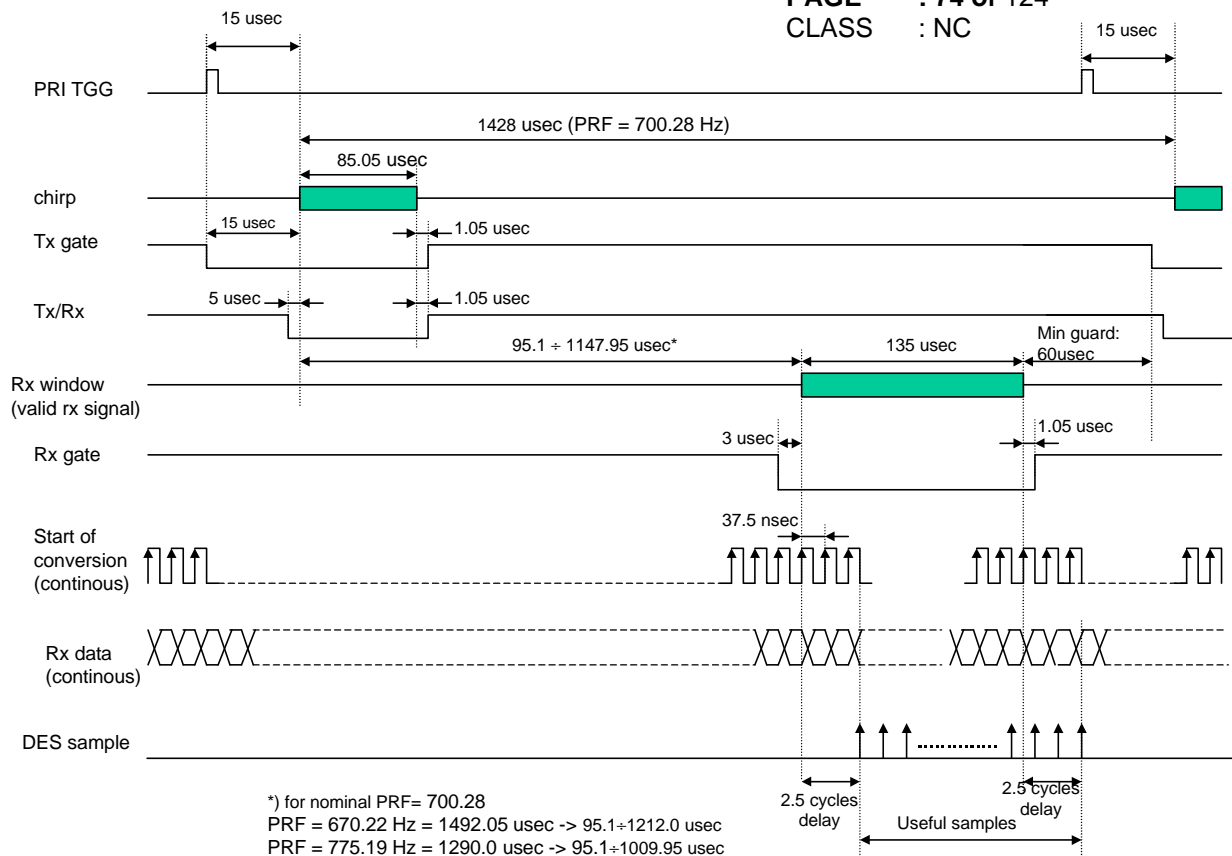 PAGE : 74 of 124
CLASS : NC
15 usec
15 usec
PRI TGG
1428 usec (PRF = 700.28 Hz)
85.05 usec
chirp
15 usec
1.05 usec
Tx gate
5 usec
1.05 usec
Tx/Rx
95.1 ÷ 1147.95 usec*
135 usec
Min guard:
60usec
Rx window
(valid rx signal)
3 usec
1.05 usec
Rx gate
37.5 nsec
Start of
conversion
(continous)
Rx data
(continous)
DES sample
2.5 cycles
delay
2.5 cycles
delay
Useful samples
*) for nominal PRF= 700.28
PRF = 670.22 Hz = 1492.05 usec -> 95.1÷1212.0 usec
PRF = 775.19 Hz = 1290.0 usec -> 95.1÷1009.95 usec